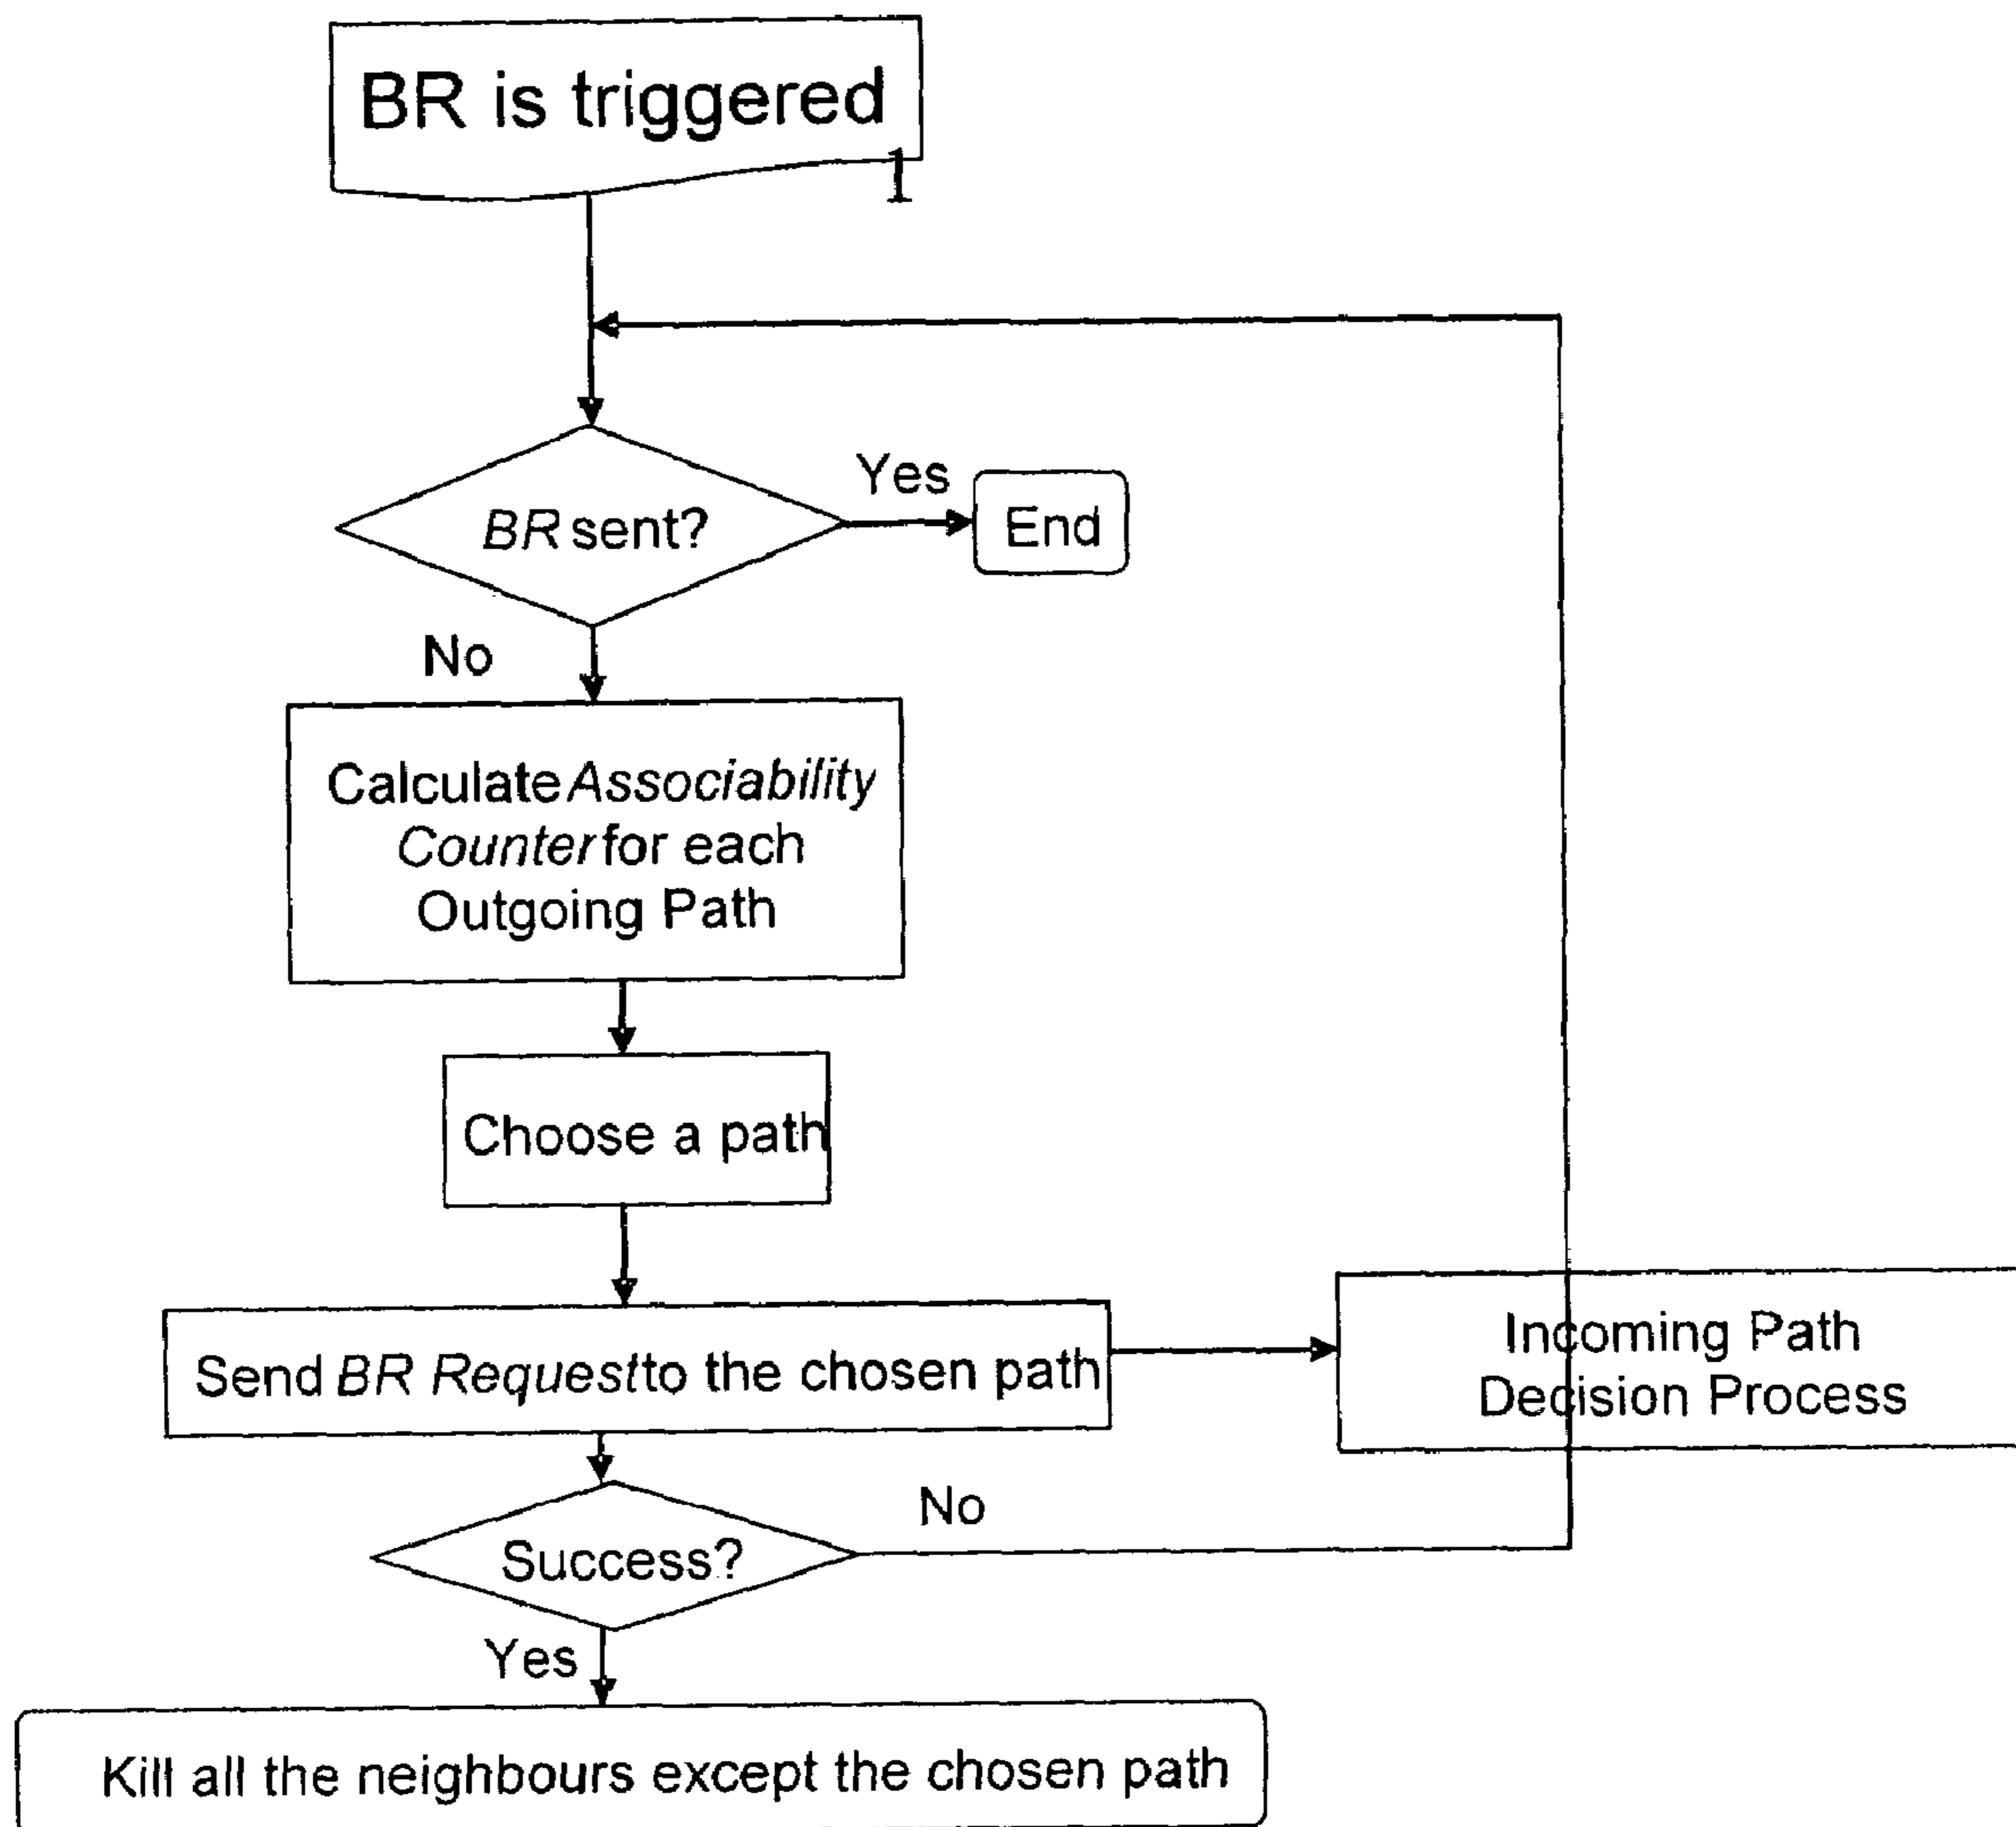 BR is triggered
1
BR sent?
Yes
End
No
Calculate Associability
Counter for each
Outgoing Path
Choose a path
Send BR Request to the chosen path
Incoming Path
Decision Process
Success?
No
Yes
Kill all the neighbours except the chosen path